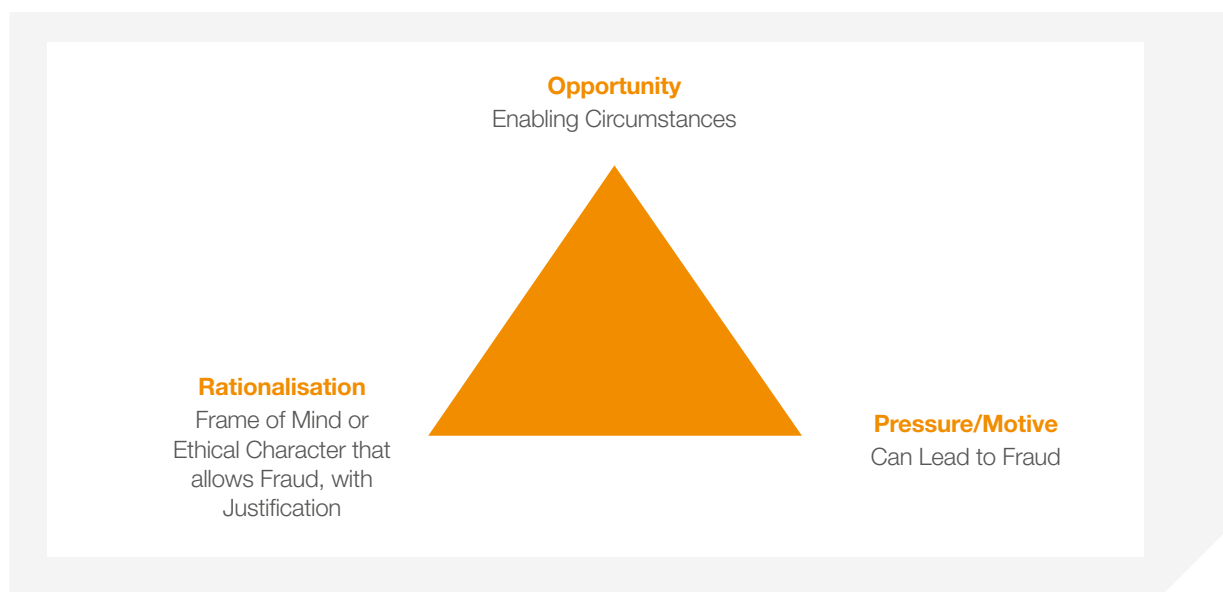 Opportunity
Enabling Circumstances
Rationalisation
Frame of Mind or
Ethical Character that
allows Fraud, with
Justification
Pressure/Motive
Can Lead to Fraud